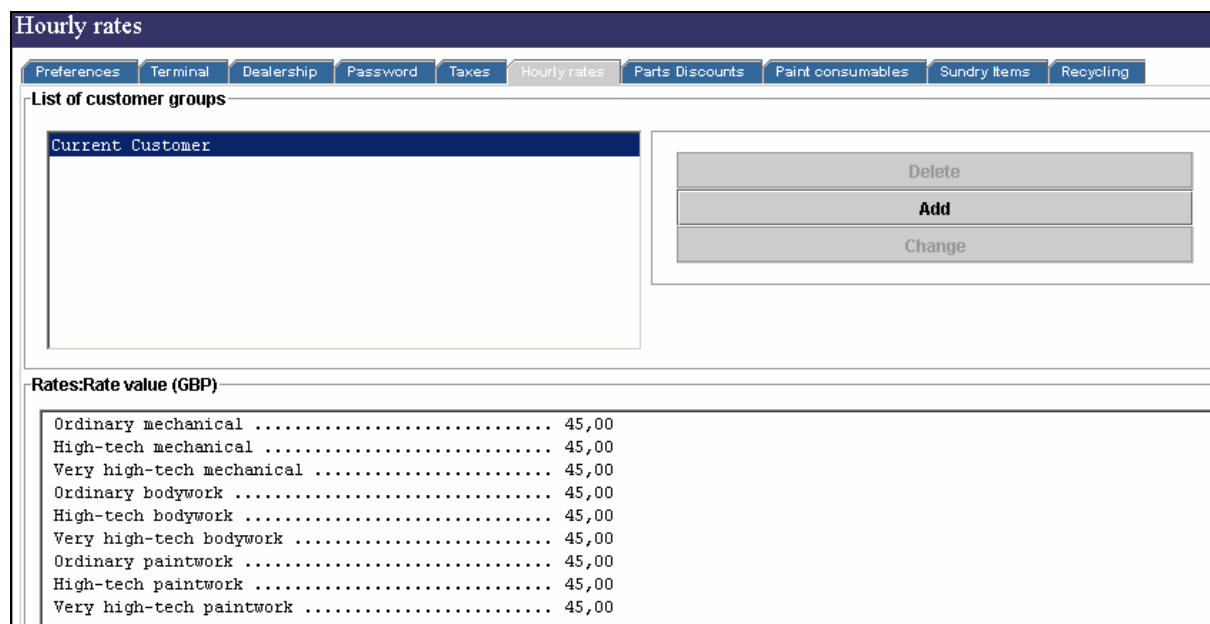 Hourly rates
Preferences Terminal Dealership Password Taxes Hourly rates Parts Discounts Paint consumables Sundry Items Recycling
List of customer groups
Current Customer
Delete
Add
Change
Rates:Rate value (GBP)
Ordinary mechanical .............................. 45,00
High-tech mechanical ............................. 45,00
Very high-tech mechanical ........................ 45,00
Ordinary bodywork ................................ 45,00
High-tech bodywork ............................... 45,00
Very high-tech bodywork .......................... 45,00
Ordinary paintwork ............................... 45,00
High-tech paintwork .............................. 45,00
Very high-tech paintwork ......................... 45,00